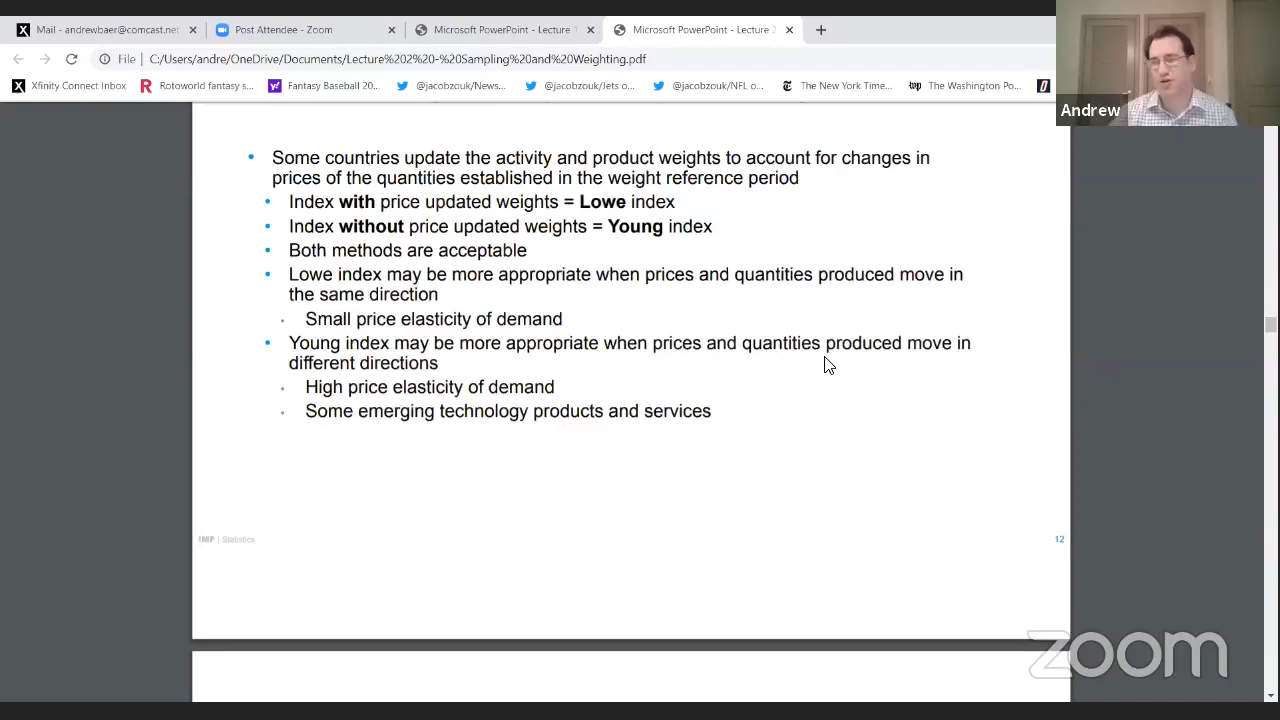 Mail - andrewbaer@comcast.net
Post Attendee - Zoom
Microsoft PowerPoint - Lecture 1
Microsoft PowerPoint - Lecture 2
File | C:/Users/andre/OneDrive/Documents/Lecture%202%20-%20Sampling%20and%20Weighting.pdf
Xfinity Connect Inbox
Rotoworld fantasy s...
Fantasy Baseball 20...
@jacobzouk/News...
@jacobzouk/Jets o...
@jacobzouk/NFL o...
The New York Time...
The Washington Po...
Andrew
• Some countries update the activity and product weights to account for changes in
prices of the quantities established in the weight reference period
• Index with price updated weights = Lowe index
• Index without price updated weights = Young index
• Both methods are acceptable
• Lowe index may be more appropriate when prices and quantities produced move in
the same direction
• Small price elasticity of demand
• Young index may be more appropriate when prices and quantities produced move in
different directions
• High price elasticity of demand
• Some emerging technology products and services
IMF | Statistics
12
zoom